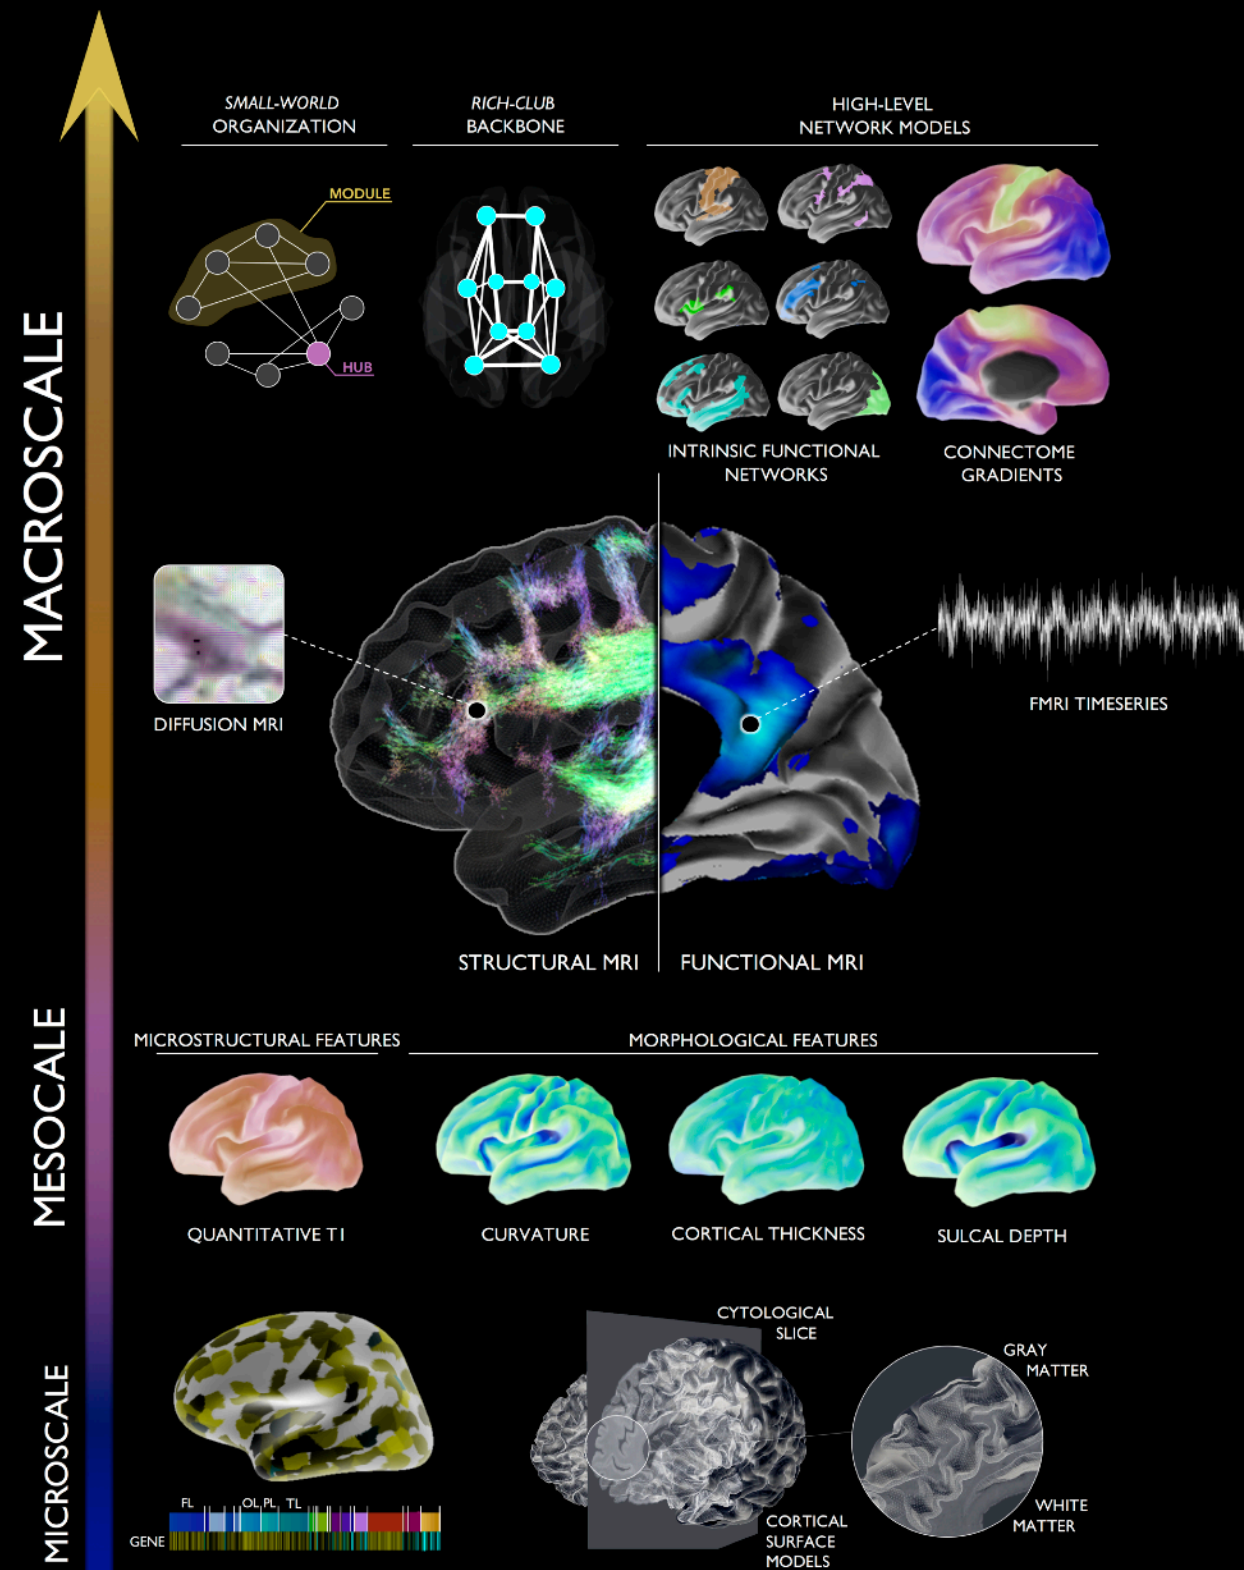 MACROSCALE
MESOCALE
MICROSCALE
SMALL-WORLD
ORGANIZATION
RICH-CLUB
BACKBONE
HIGH-LEVEL
NETWORK MODELS
MODULE
HUB
INTRINSIC FUNCTIONAL
NETWORKS
CONNECTOME
GRADIENTS
DIFFUSION MRI
FMRI TIMESERIES
STRUCTURAL MRI
FUNCTIONAL MRI
MICROSTRUCTURAL FEATURES
MORPHOLOGICAL FEATURES
QUANTITATIVE T1
CURVATURE
CORTICAL THICKNESS
SULCAL DEPTH
CYTOLOGICAL
SLICE
GRAY
MATTER
WHITE
MATTER
CORTICAL
SURFACE
MODELS
FL OL PL TL
GENE